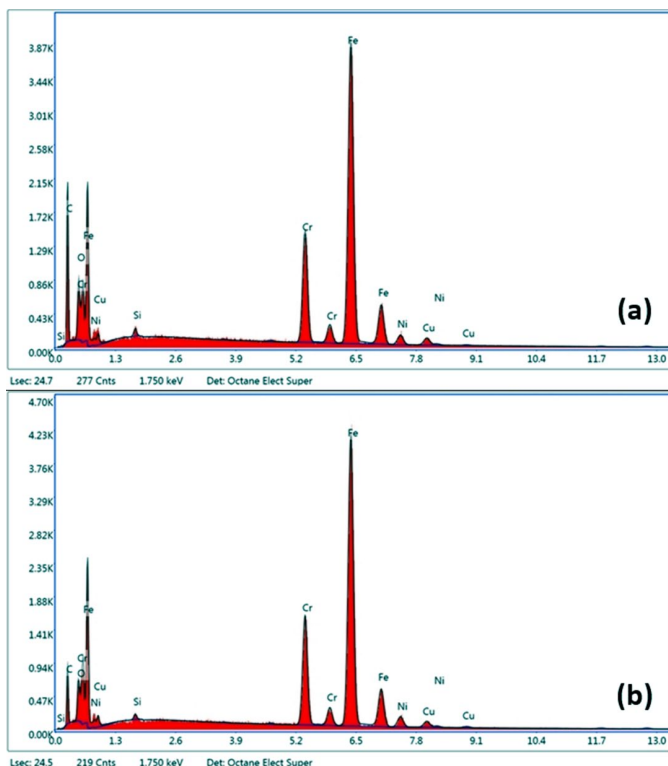 3.87K
Fe
3.44K
3.01K
2.58K
2.15K
C
1.72K
Fe
Cr
1.29K
O
0.86K
Cr
Cu
Ni
0.43K
Si
Ni
Si
Cr
Fe
Ni
Cu
Cu
(a)
0.00K
0.0 1.3 2.6 3.9 5.2 6.5 7.8 9.1 10.4 11.7 13.0
Lsec: 24.7 277 Cnts 1.750 keV Det: Octane Elect Super
4.70K
4.23K
Fe
3.76K
3.29K
2.82K
2.35K
1.88K
Fe
Cr
1.41K
Cr
0.94K
C
O
Cu
Ni
0.47K
Si
Ni
Si
Cr
Fe
Ni
Cu
Cu
(b)
0.00K
0.0 1.3 2.6 3.9 5.2 6.5 7.8 9.1 10.4 11.7 13.0
Lsec: 24.5 219 Cnts 1.750 keV Det: Octane Elect Super